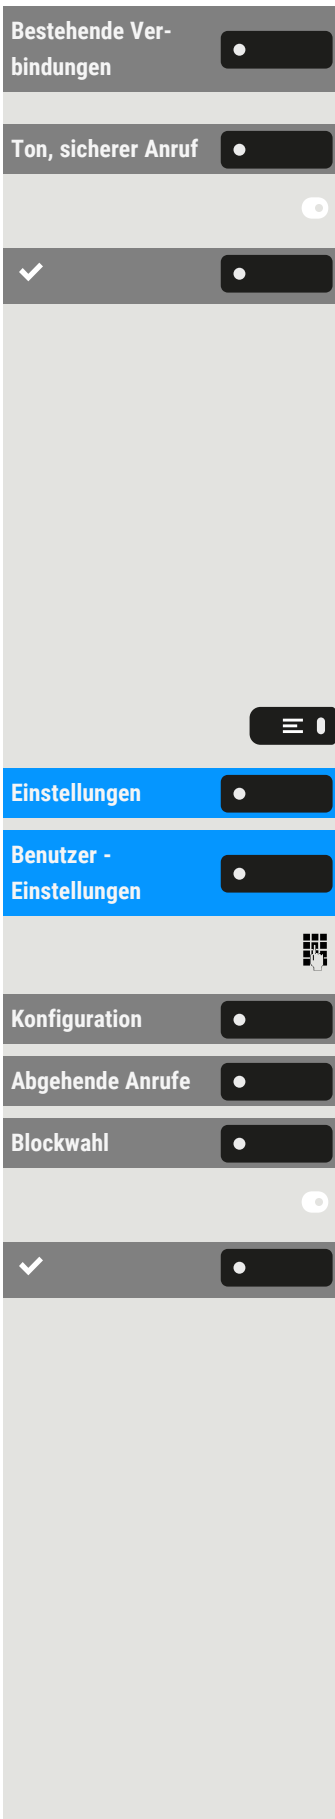 Bestehende Ver-
bindungen
Ton, sicherer Anruf
Einstellungen
Benutzer -
Einstellungen
Konfiguration
Abgehende Anrufe
Blockwahl